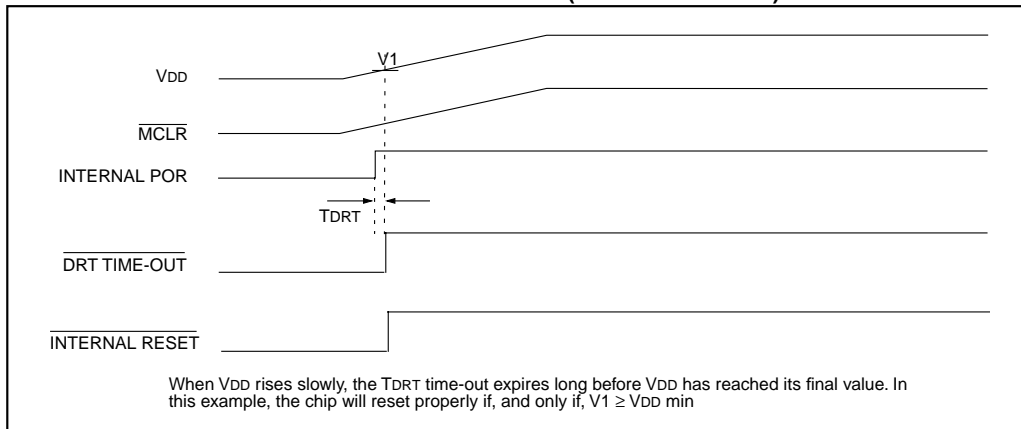 V1
VDD
MCLR
INTERNAL POR
TDRT
DRT TIME-OUT
INTERNAL RESET
When VDD rises slowly, the TDRT time-out expires long before VDD has reached its final value. In
this example, the chip will reset properly if, and only if, V1 ≥ VDD min